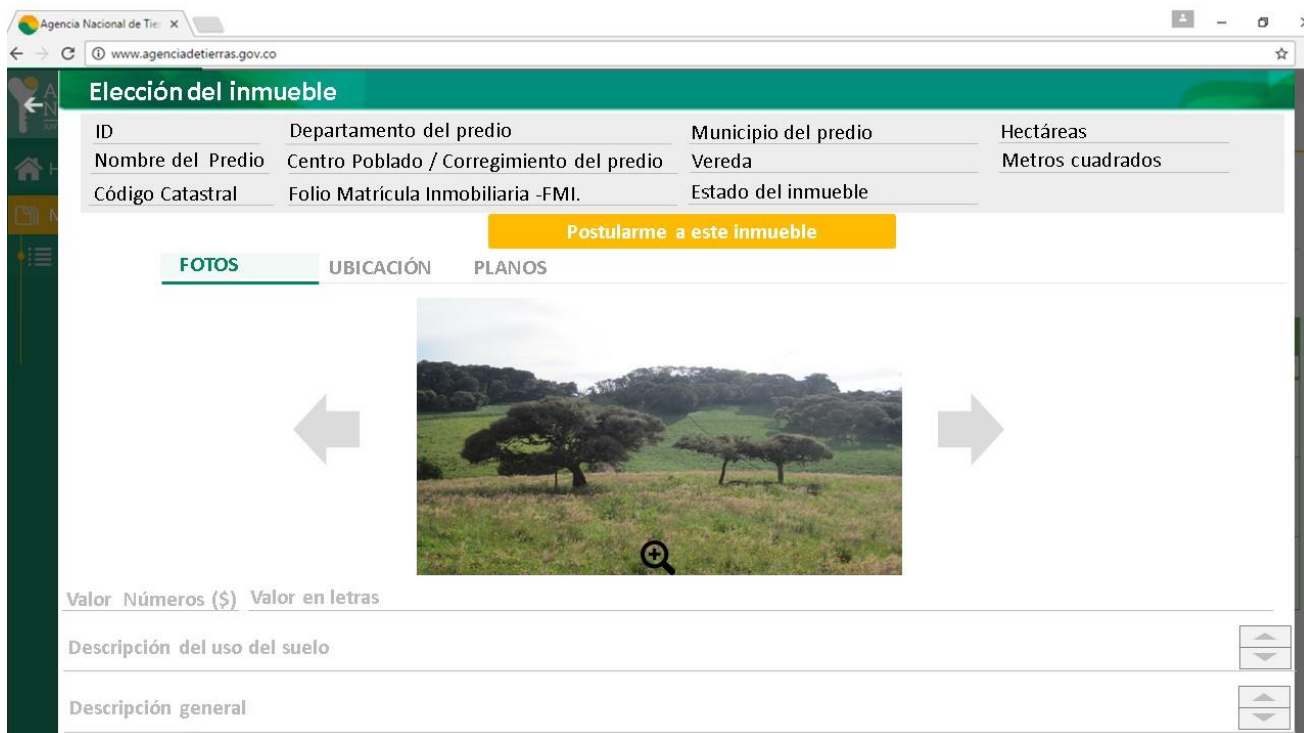 Agencia Nacional de Tie
www.agenciadetierras.gov.co
Elección del inmueble
ID Departamento del predio Municipio del predio Hectáreas
Nombre del Predio Centro Poblado / Corregimiento del predio Vereda Metros cuadrados
Código Catastral Folio Matrícula Inmobiliaria -FMI. Estado del inmueble
Postularme a este inmueble
FOTOS UBICACIÓN PLANOS
Valor Números ($) Valor en letras
Descripción del uso del suelo
Descripción general